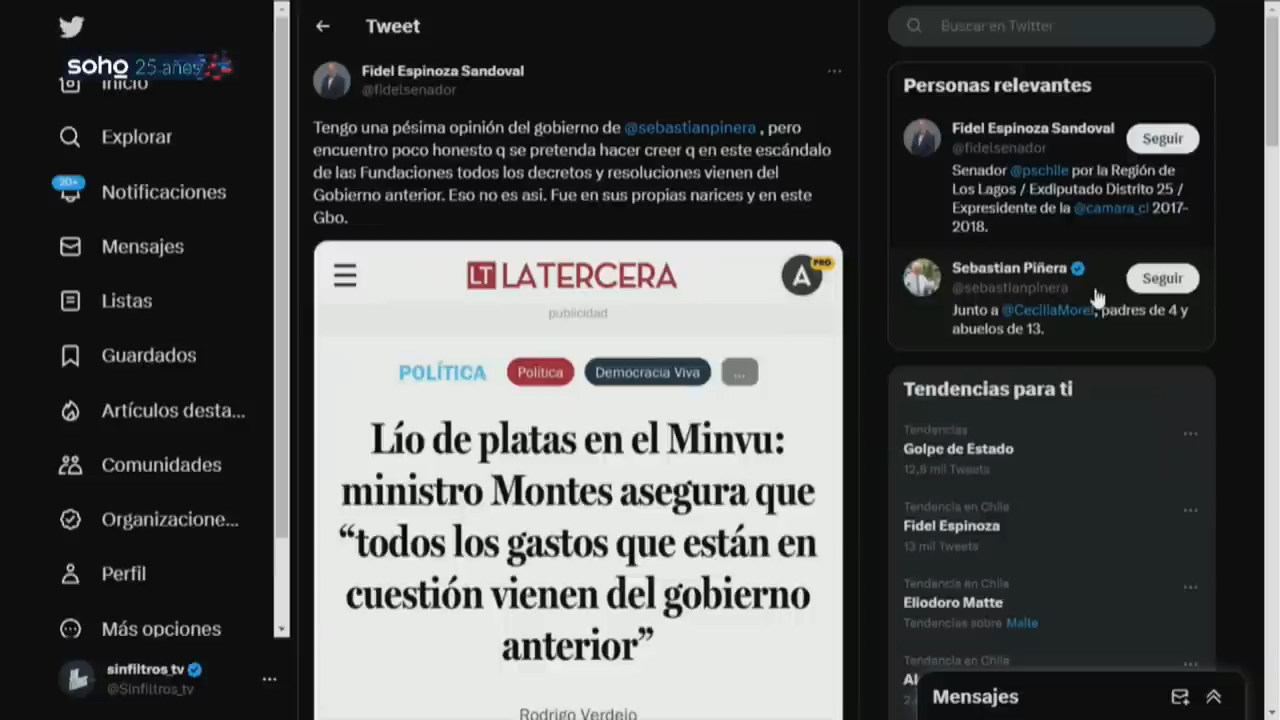 soho 25 años
Inicio
Explorar
20+
Notificaciones
Mensajes
Listas
Guardados
Artículos desta...
Comunidades
Organizacione...
Perfil
Más opciones
sinfiltros_tv
@Sinfiltros_tv
Tweet
Fidel Espinoza Sandoval
@fidelsenador
Tengo una pésima opinión del gobierno de @sebastianpinera , pero
encuentro poco honesto q se pretenda hacer creer q en este escándalo
de las Fundaciones todos los decretos y resoluciones vienen del
Gobierno anterior. Eso no es asi. Fue en sus propias narices y en este
Gbo.
LT LATERCERA
A PRO
publicidad
POLÍTICA Política Democracia Viva ...
Lío de platas en el Minvu:
ministro Montes asegura que
“todos los gastos que están en
cuestión vienen del gobierno
anterior”
Rodrigo Verdejo
Buscar en Twitter
Personas relevantes
Fidel Espinoza Sandoval
@fidelsenador
Seguir
Senador @pschile por la Región de
Los Lagos / Exdiputado Distrito 25 /
Expresidente de la @camara_cl 2017-
2018.
Sebastian Piñera
@sebastianpinera
Seguir
Junto a @CeciliaMorel, padres de 4 y
abuelos de 13.
Tendencias para ti
Tendencias
Golpe de Estado
12,8 mil Tweets
Tendencia en Chile
Fidel Espinoza
13 mil Tweets
Tendencia en Chile
Eliodoro Matte
Tendencias sobre Matte
Tendencia en Chile
Mensajes